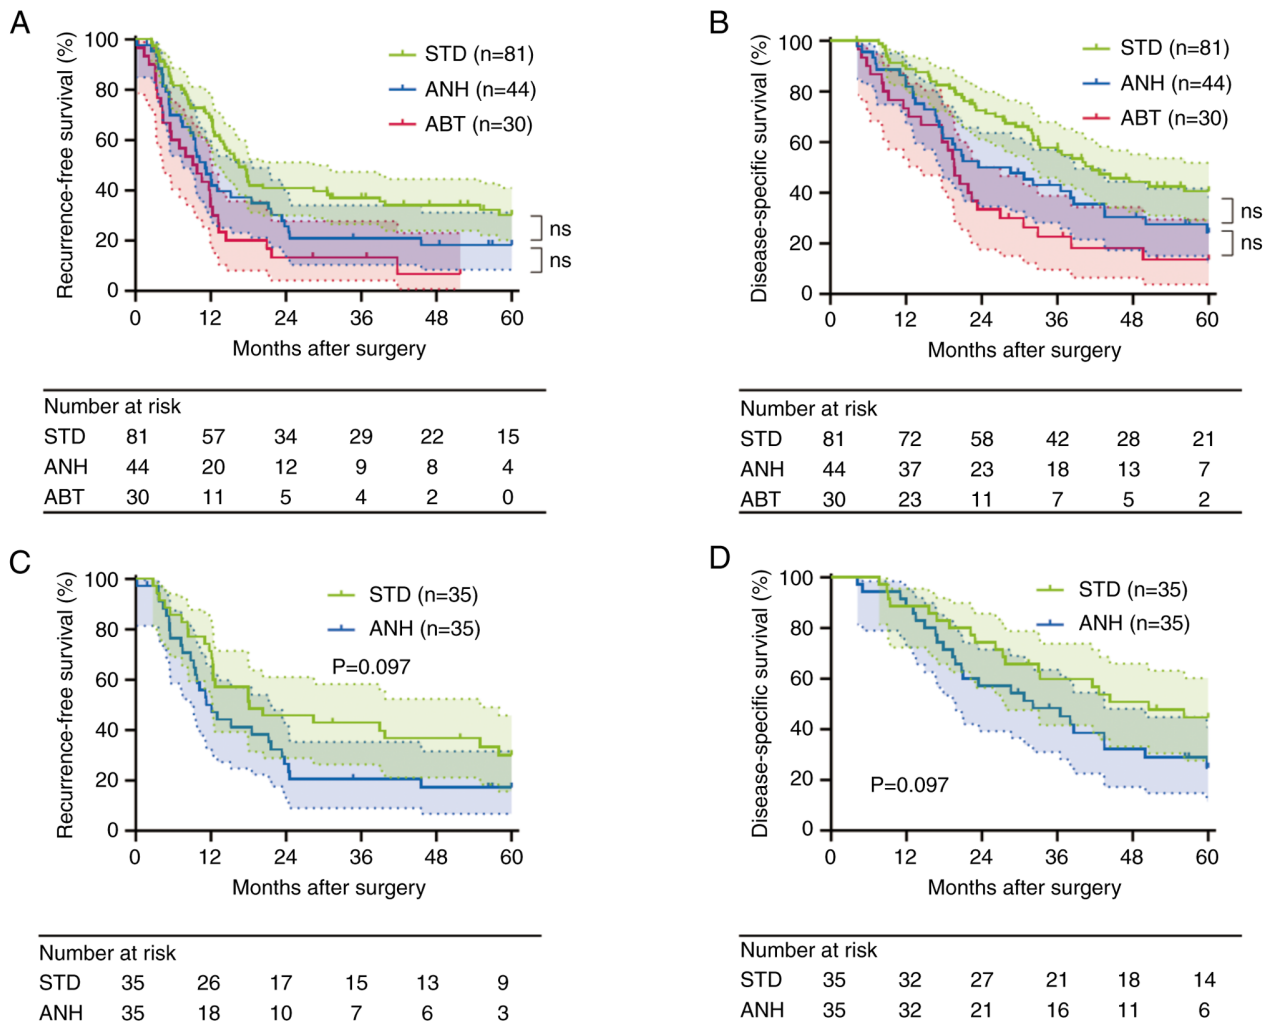 A
Recurrence-free survival (%)
100
80
60
40
20
0
STD (n=81)
ANH (n=44)
ABT (n=30)
ns
ns
0 12 24 36 48 60
Months after surgery
Number at risk
STD 81 57 34 29 22 15
ANH 44 20 12 9 8 4
ABT 30 11 5 4 2 0
B
Disease-specific survival (%)
100
80
60
40
20
0
STD (n=81)
ANH (n=44)
ABT (n=30)
ns
ns
0 12 24 36 48 60
Months after surgery
Number at risk
STD 81 72 58 42 28 21
ANH 44 37 23 18 13 7
ABT 30 23 11 7 5 2
C
Recurrence-free survival (%)
100
80
60
40
20
0
STD (n=35)
ANH (n=35)
P=0.097
0 12 24 36 48 60
Months after surgery
Number at risk
STD 35 26 17 15 13 9
ANH 35 18 10 7 6 3
D
Disease-specific survival (%)
100
80
60
40
20
0
STD (n=35)
ANH (n=35)
P=0.097
0 12 24 36 48 60
Months after surgery
Number at risk
STD 35 32 27 21 18 14
ANH 35 32 21 16 11 6